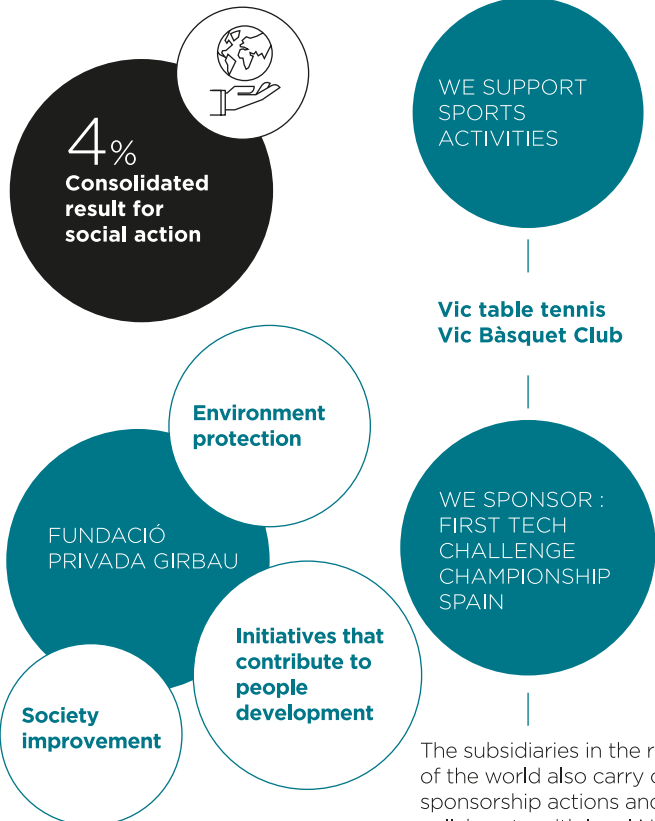 4%
Consolidated
result for
social action
WE SUPPORT
SPORTS
ACTIVITIES
Vic table tennis
Vic Bàsquet Club
Environment
protection
FUNDACIÓ
PRIVADA GIRBAU
Initiatives that
contribute to
people
development
Society
improvement
WE SPONSOR :
FIRST TECH
CHALLENGE
CHAMPIONSHIP
SPAIN
The subsidiaries in the
of the world also carry
sponsorship actions and